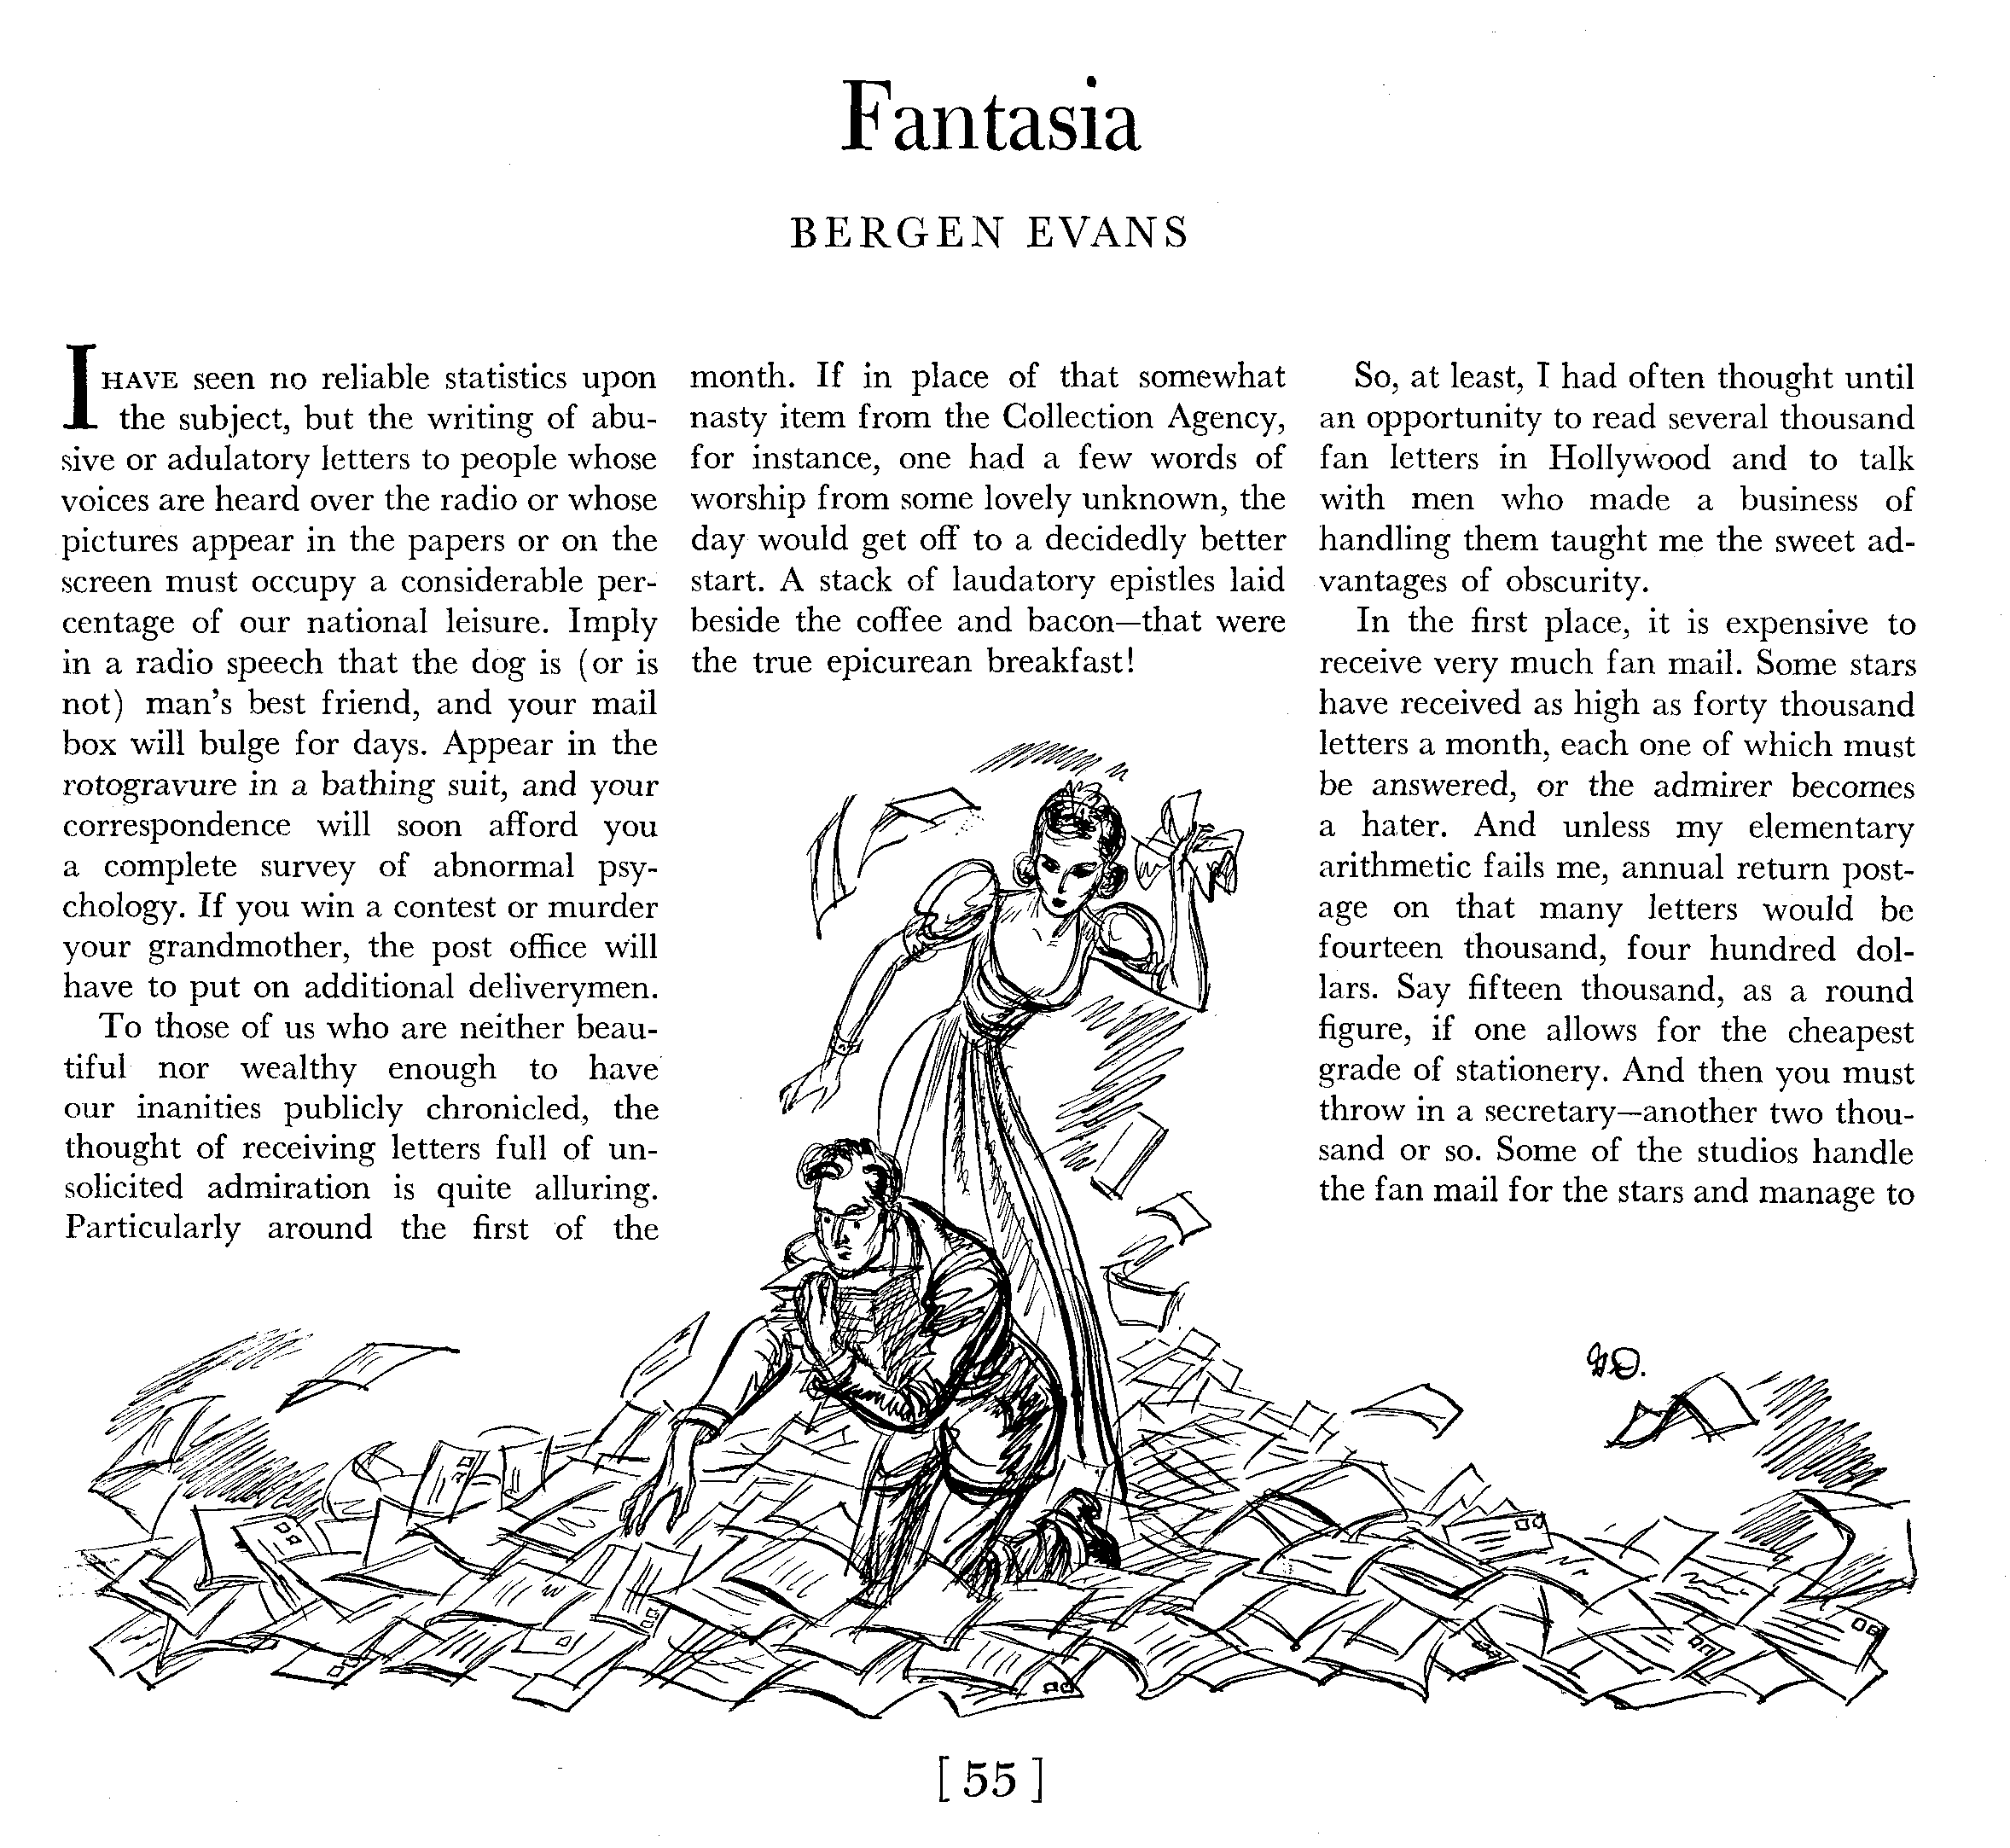 Fantasia
BERGEN EVANS
I HAVE seen no reliable statistics upon
the subject, but the writing of abu-
sive or adulatory letters to people whose
voices are heard over the radio or whose
pictures appear in the papers or on the
screen must occupy a considerable per-
centage of our national leisure. Imply
in a radio speech that the dog is (or is
not) man's best friend, and your mail
box will bulge for days. Appear in the
rotogravure in a bathing suit, and your
correspondence will soon afford you
a complete survey of abnormal psy-
chology. If you win a contest or murder
your grandmother, the post office will
have to put on additional deliverymen.
To those of us who are neither beau-
tiful nor wealthy enough to have
our inanities publicly chronicled, the
thought of receiving letters full of un-
solicited admiration is quite alluring.
Particularly around the first of the
month. If in place of that somewhat
nasty item from the Collection Agency,
for instance, one had a few words of
worship from some lovely unknown, the
day would get off to a decidedly better
start. A stack of laudatory epistles laid
beside the coffee and bacon—that were
the true epicurean breakfast!
So, at least, I had often thought until
an opportunity to read several thousand
fan letters in Hollywood and to talk
with men who made a business of
handling them taught me the sweet ad-
vantages of obscurity.
In the first place, it is expensive to
receive very much fan mail. Some stars
have received as high as forty thousand
letters a month, each one of which must
be answered, or the admirer becomes
a hater. And unless my elementary
arithmetic fails me, annual return post-
age on that many letters would be
fourteen thousand, four hundred dol-
lars. Say fifteen thousand, as a round
figure, if one allows for the cheapest
grade of stationery. And then you must
throw in a secretary—another two thou-
sand or so. Some of the studios handle
the fan mail for the stars and manage to
[ 55 ]